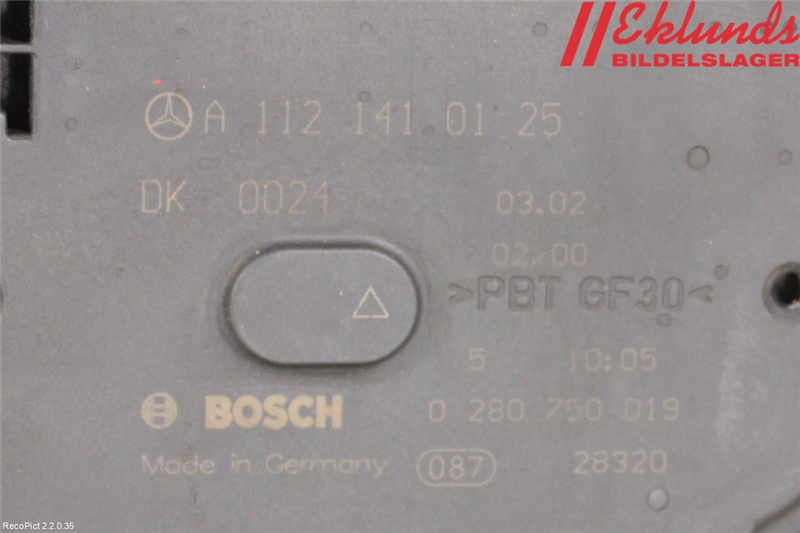 Eklunds
BILDELSLAGER
A 112 141 01 25
DK 0024 03.02
02/00
>PBT GF30<
5 10:05
BOSCH 0 280 750 019
Made in Germany 087 28320
RecoPict 2.2.0.35